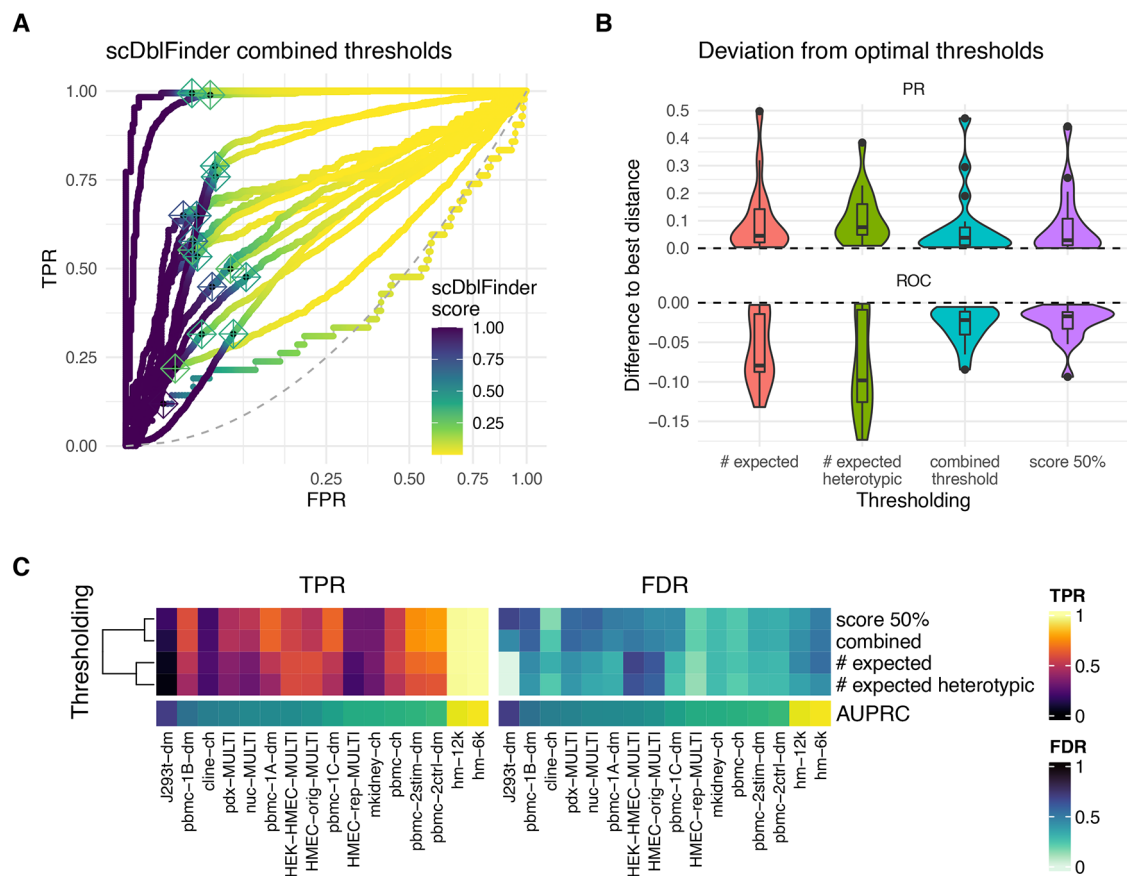 A
scDblFinder combined thresholds
TPR
1.00
0.75
0.50
0.25
0.00
scDblFinder
score
1.00
0.75
0.50
0.25
0.25
0.50
0.75
1.00
FPR
B
Deviation from optimal thresholds
PR
Difference to best distance
0.5
0.4
0.3
0.2
0.1
0.0
ROC
0.00
−0.05
−0.10
−0.15
# expected
# expected
heterotypic
combined
threshold
score 50%
Thresholding
C
TPR
FDR
Thresholding
score 50%
combined
# expected
# expected heterotypic
AUPRC
J293t−dm
pbmc−1B−dm
cline−ch
pdx−MULTI
nuc−MULTI
pbmc−1A−dm
HEK−HMEC−MULTI
HMEC−orig−MULTI
pbmc−1C−dm
HMEC−rep−MULTI
mkidney−ch
pbmc−ch
pbmc−2stim−dm
pbmc−2ctrl−dm
hm−12k
hm−6k
J293t−dm
pbmc−1B−dm
cline−ch
pdx−MULTI
nuc−MULTI
pbmc−1A−dm
HEK−HMEC−MULTI
HMEC−orig−MULTI
pbmc−1C−dm
HMEC−rep−MULTI
mkidney−ch
pbmc−ch
pbmc−2stim−dm
pbmc−2ctrl−dm
hm−12k
hm−6k
TPR
1
0.5
0
FDR
1
0.5
0